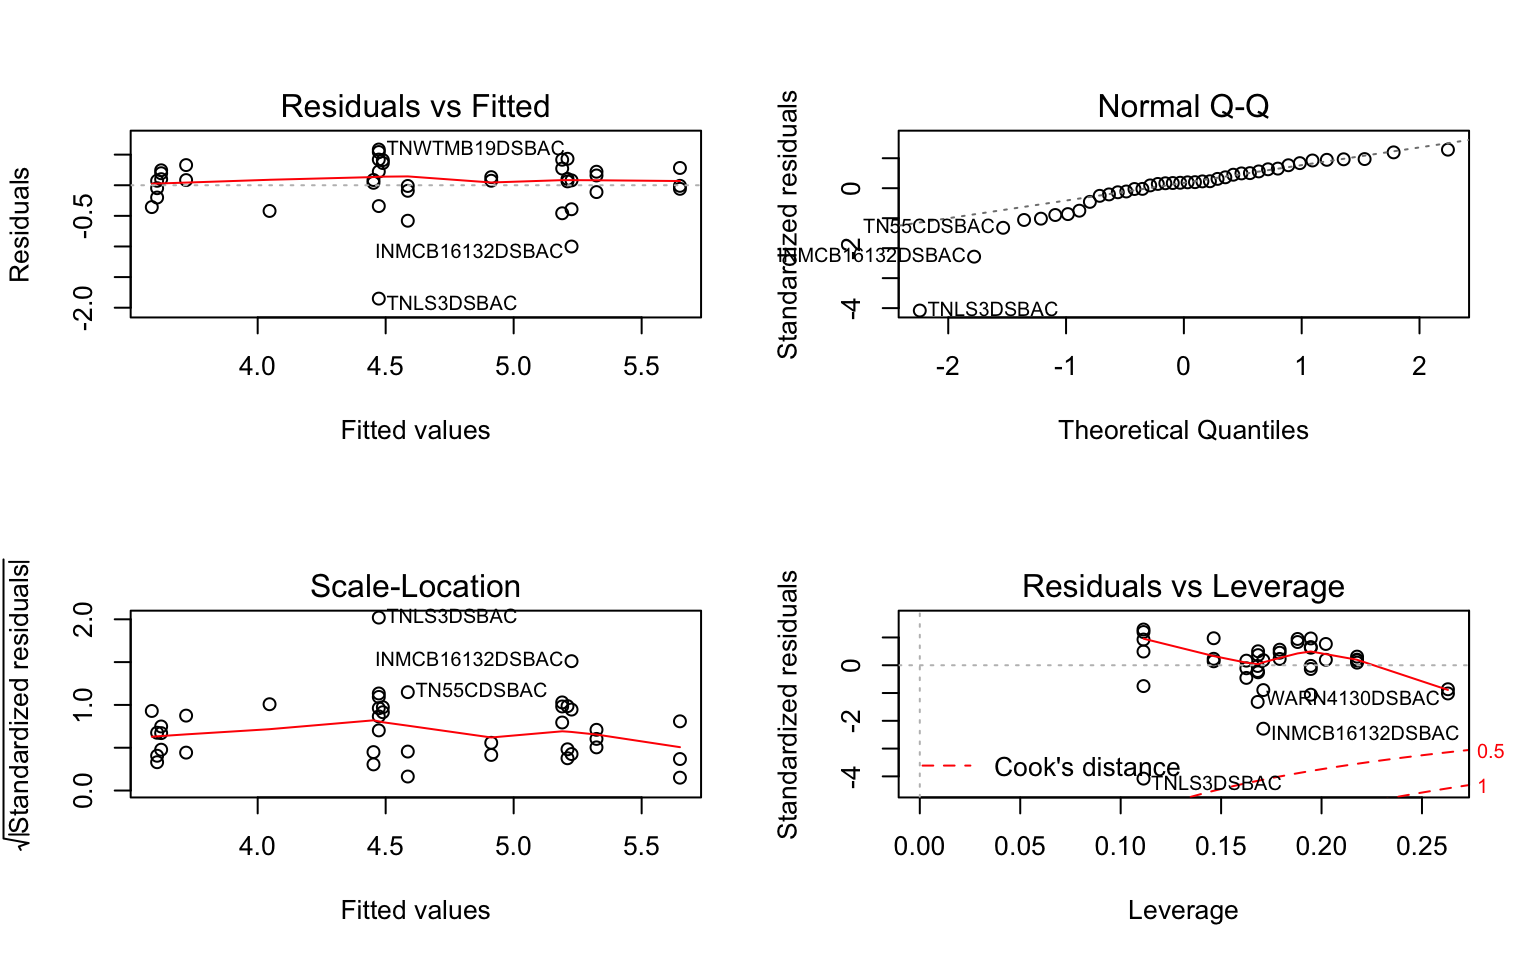 Residuals vs Fitted
Residuals
-0.5
-2.0
TNWTMB19DSBAC
INMCB16132DSBAC
TNLS3DSBAC
4.0 4.5 5.0 5.5
Fitted values
Normal Q-Q
Standardized residuals
0
-2
-4
TN55CDSBAC
INMCB16132DSBAC
TNLS3DSBAC
-2 -1 0 1 2
Theoretical Quantiles
Scale-Location
√|Standardized residuals|
2.0
1.0
0.0
TNLS3DSBAC
INMCB16132DSBAC
TN55CDSBAC
4.0 4.5 5.0 5.5
Fitted values
Residuals vs Leverage
Standardized residuals
0
-2
-4
WARN4130DSBAC
INMCB16132DSBAC
TNLS3DSBAC
Cook's distance
0.5
1
0.00 0.05 0.10 0.15 0.20 0.25
Leverage